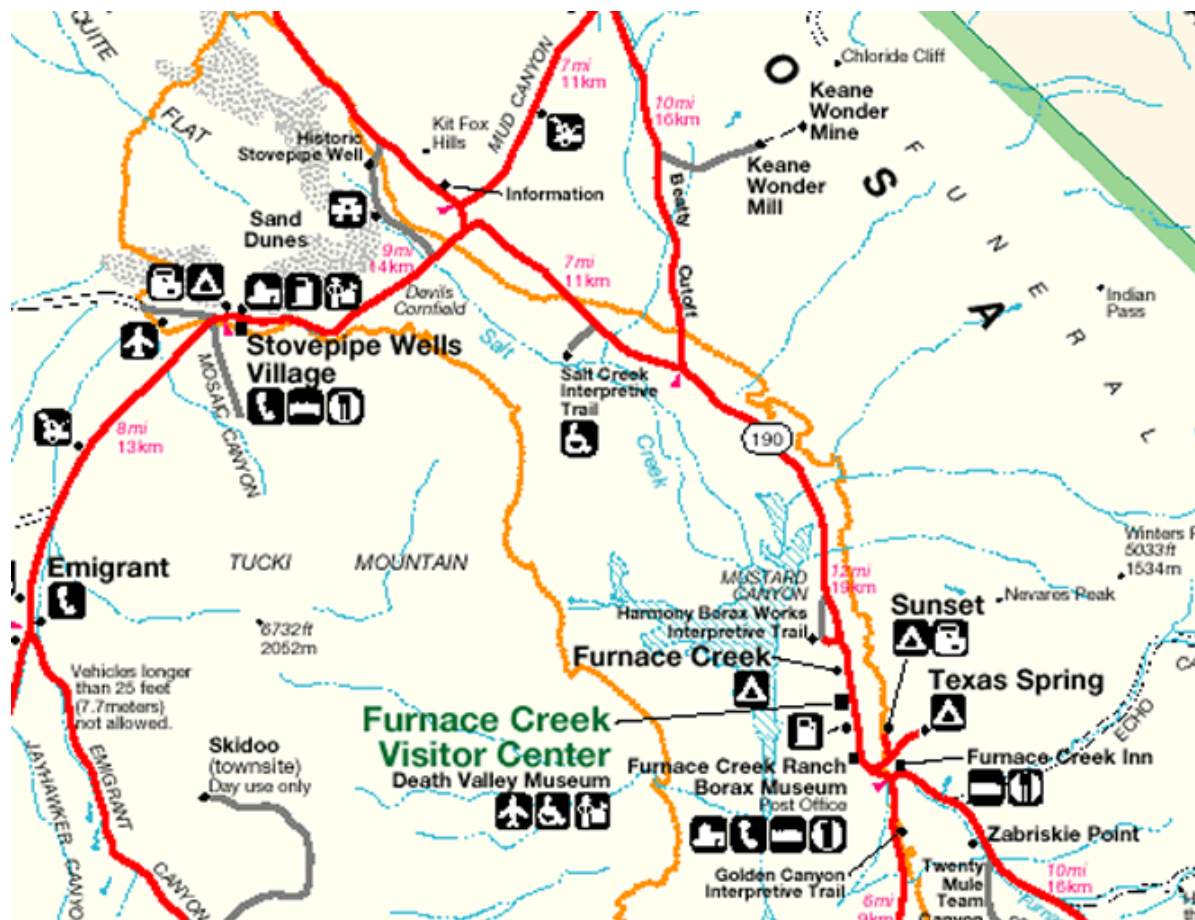 QUITE
FLAT
Historic
Stovepipe Well
Kit Fox
Hills
MUD CANYON
7mi
11km
10mi
16km
Chloride Cliff
Keane
Wonder
Mine
Keane
Wonder
Mill
O
S
A
FUNERAL
Information
Sand
Dunes
9mi
14km
7mi
11km
Beatty
Cutoff
Devils
Cornfield
Indian
Pass
Stovepipe Wells
Village
Salt
Creek
Salt Creek
Interpretive
Trail
190
MOSAIC CANYON
8mi
13km
Emigrant
TUCKI MOUNTAIN
6732ft
2052m
Vehicles longer
than 25 feet
(7.7meters)
not allowed.
MUSTARD
CANYON
12mi
19km
Harmony Borax Works
Interpretive Trail
Winters
5033ft
1534m
Nevares Peak
Sunset
Furnace Creek
Texas Spring
Furnace Creek
Visitor Center
Death Valley Museum
ECHO
CA
Skidoo
(townsite)
Day use only
JAYHAWKER
EMIGRANT
CANYON
Furnace Creek Ranch
Borax Museum
Post Office
Furnace Creek Inn
Zabriskie Point
Golden Canyon
Interpretive Trail
Twenty
Mule
Team
Canyon
10mi
16km
6mi
9km